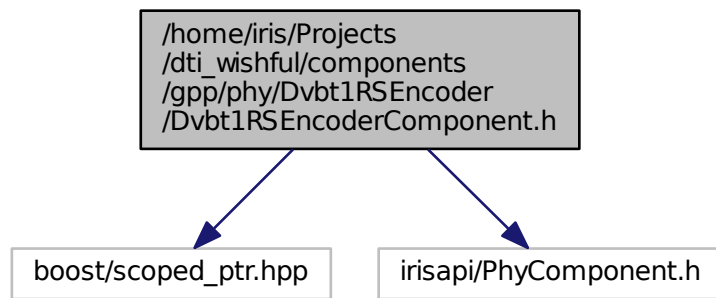 /home/iris/Projects
/dti_wishful/components
/gpp/phy/Dvbt1RSEncoder
/Dvbt1RSEncoderComponent.h
boost/scoped_ptr.hpp
irisapi/PhyComponent.h